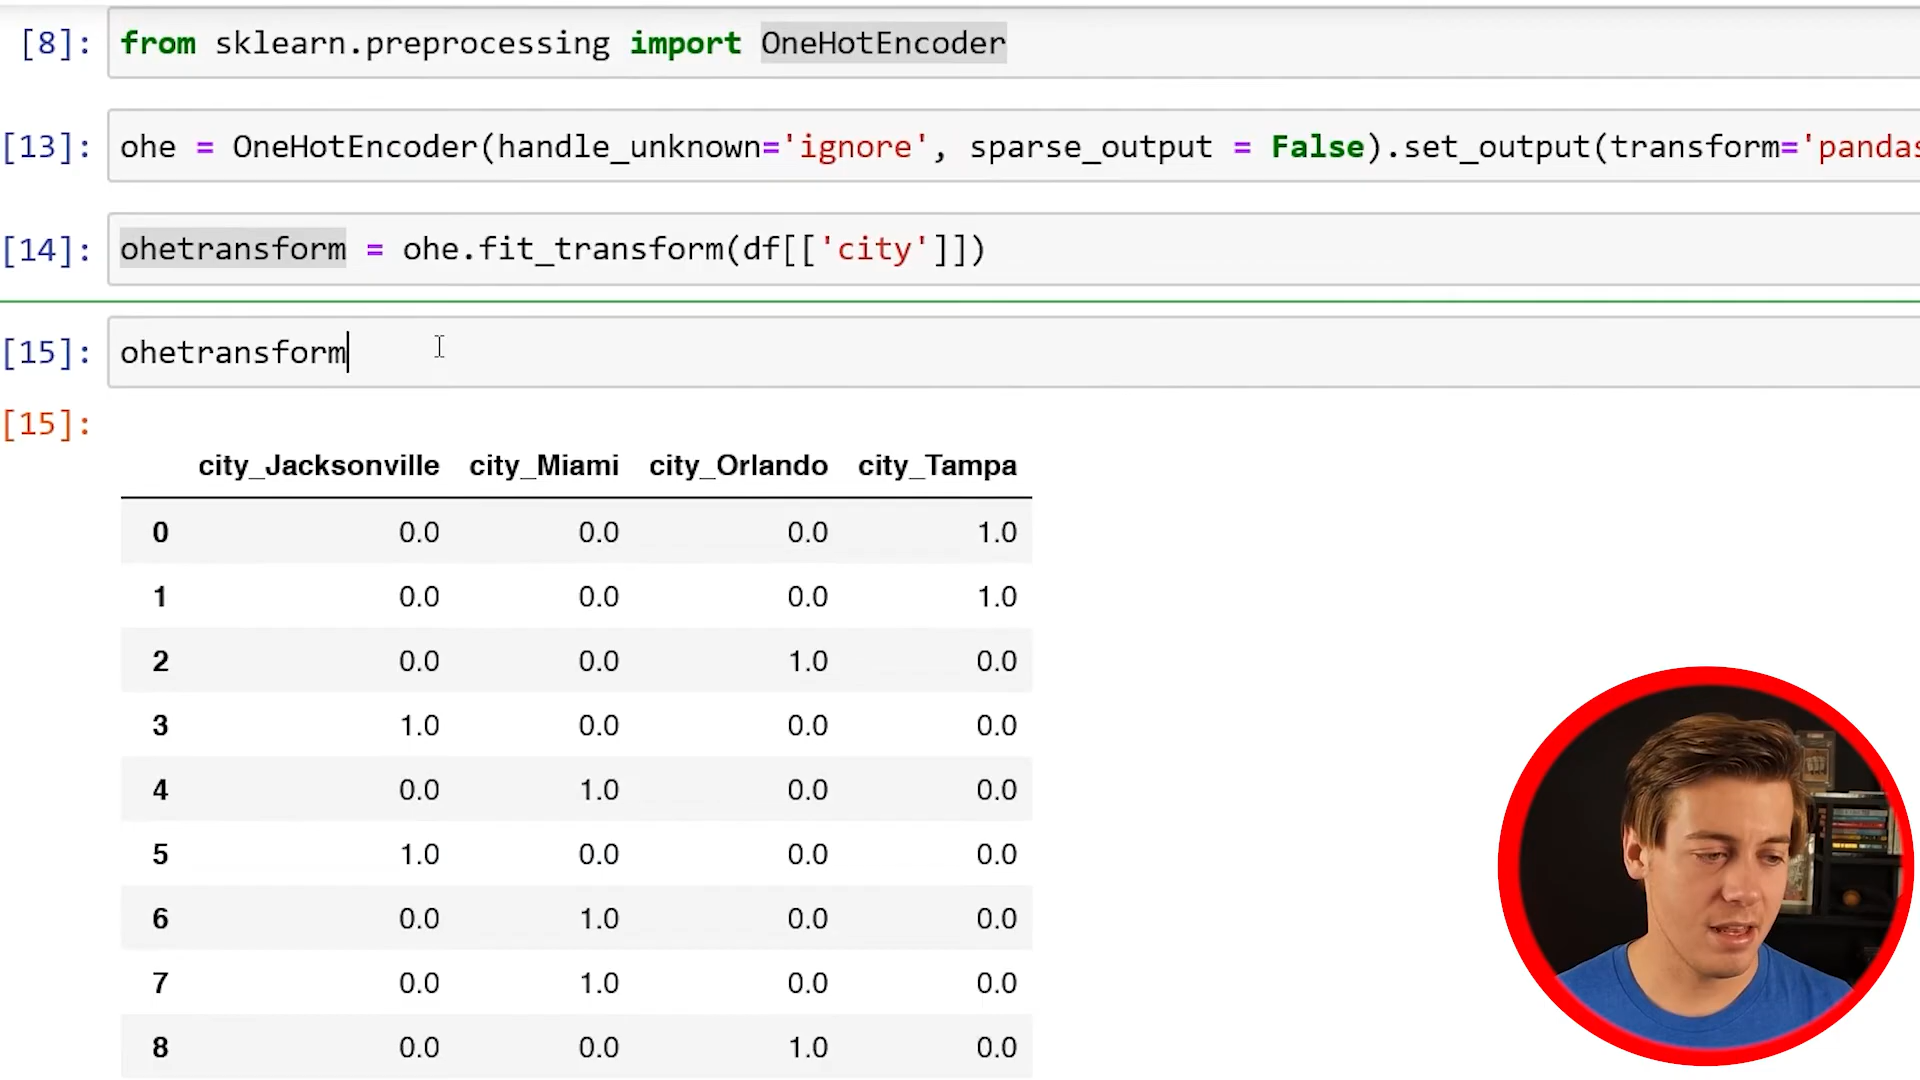 [8]: from sklearn.preprocessing import OneHotEncoder
[13]: ohe = OneHotEncoder(handle_unknown='ignore', sparse_output = False).set_output(transform='pandas
[14]: ohetransform = ohe.fit_transform(df[['city']])
[15]: ohetransform
[15]:
city_Jacksonville city_Miami city_Orlando city_Tampa
0 0.0 0.0 0.0 1.0
1 0.0 0.0 0.0 1.0
2 0.0 0.0 1.0 0.0
3 1.0 0.0 0.0 0.0
4 0.0 1.0 0.0 0.0
5 1.0 0.0 0.0 0.0
6 0.0 1.0 0.0 0.0
7 0.0 1.0 0.0 0.0
8 0.0 0.0 1.0 0.0